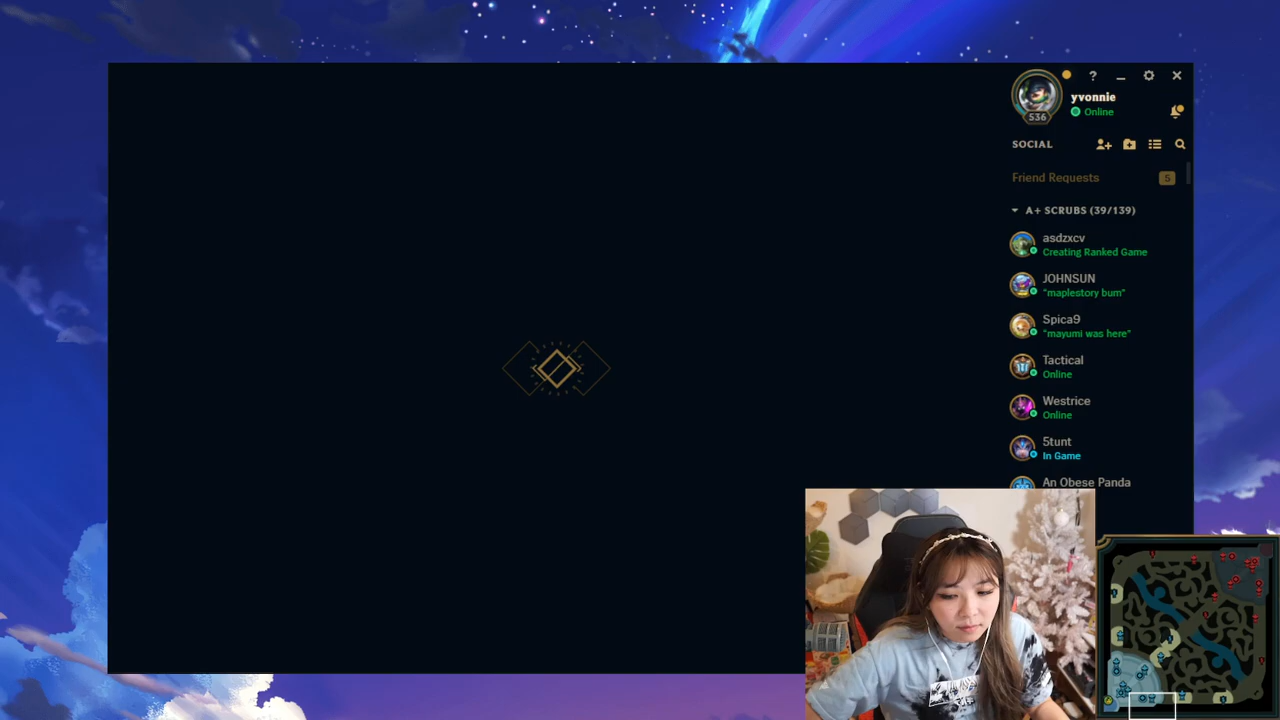 ?
yvonnie
536
Online
SOCIAL
Friend Requests
5
A+ SCRUBS (39/139)
asdzxcv
Creating Ranked Game
JOHNSUN
"maplestory bum"
Spica9
"mayumi was here"
Tactical
Online
Westrice
Online
5tunt
In Game
An Obese Panda